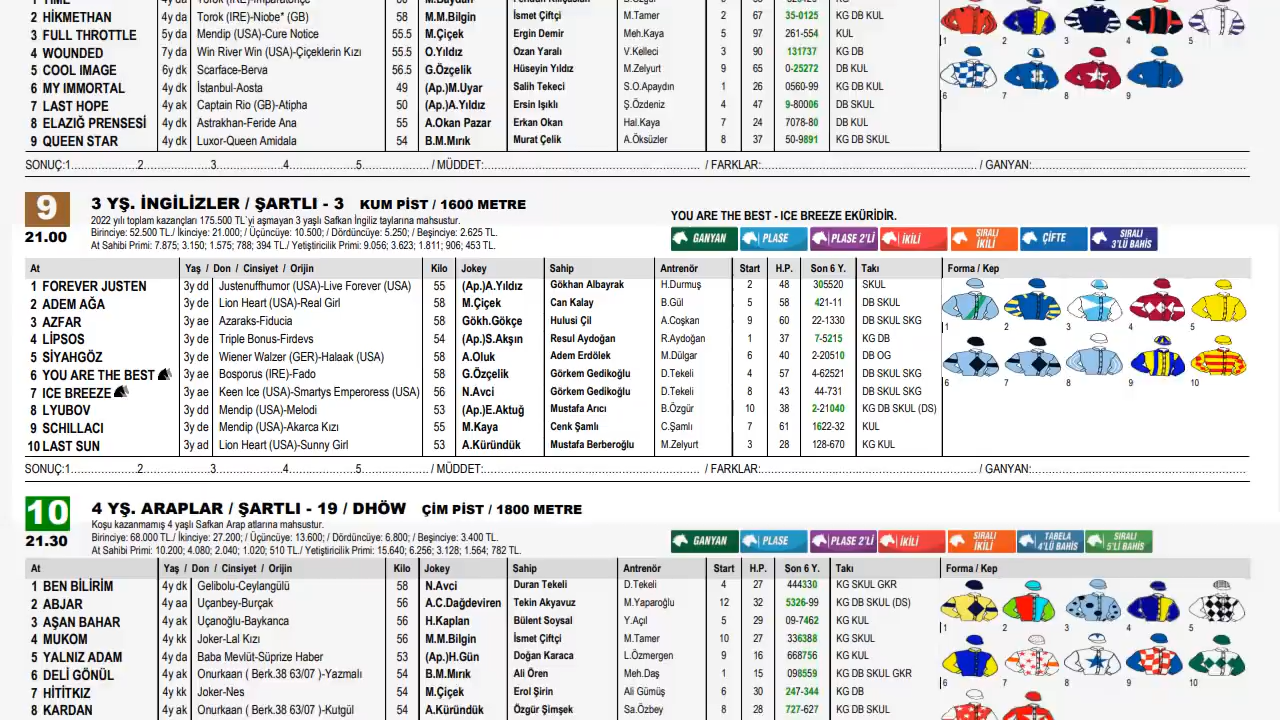 2 HİKMETHAN 4y da Torok (IRE)-Niobe* (GB) 58 M.M.Bilgin İsmet Çiftçi M.Tamer 2 67 35-0125 KG DB KUL
3 FULL THROTTLE 5y da Mendip (USA)-Cure Notice 55.5 M.Çiçek Ergin Demir Meh.Kaya 5 97 261-554 KUL
4 WOUNDED 7y da Win River Win (USA)-Çiçeklerin Kızı 55.5 O.Yıldız Ozan Yaralı V.Kelleci 3 90 131737 KG DB
5 COOL IMAGE 6y dk Scarface-Berva 56.5 G.Özçelik Hüseyin Yıldız M.Zelyurt 9 65 0-25272 DB KUL
6 MY IMMORTAL 4y dk İstanbul-Aosta 49 (Ap.)M.Uyar Salih Tekeci S.O.Apaydın 1 26 0560-99 KG DB KUL
7 LAST HOPE 4y ak Captain Rio (GB)-Atipha 50 (Ap.)A.Yıldız Ersin Işıklı Ş.Özdeniz 4 47 9-80006 DB SKUL
8 ELAZIĞ PRENSESİ 4y dk Astrakhan-Feride Ana 55 A.Okan Pazar Erkan Okan Hal.Kaya 7 24 7078-80 DB SKUL
9 QUEEN STAR 4y dk Luxor-Queen Amidala 54 B.M.Mırık Murat Çelik A.Öksüzler 8 37 50-9891 KG DB SKUL
1 2 3 4 5
6 7 8 9
SONUÇ:1 2 3 4 5 / MÜDDET: / FARKLAR: / GANYAN:
9 3 YŞ. İNGİLİZLER / ŞARTLI - 3 KUM PİST / 1600 METRE
2022 yılı toplam kazançları 175.500 TL`yi aşmayan 3 yaşlı Safkan İngiliz taylarına mahsustur.
YOU ARE THE BEST - ICE BREEZE EKÜRİDİR.
21.00 Birinciye: 52.500 TL./ İkinciye: 21.000; / Üçüncüye: 10.500; / Dördüncüye: 5.250; / Beşinciye: 2.625 TL.
At Sahibi Primi: 7.875; 3.150; 1.575; 788; 394 TL./ Yetiştiricilik Primi: 9.056; 3.623; 1.811; 906; 453 TL.
GANYAN PLASE PLASE 2'Lİ İKİLİ SIRALI İKİLİ ÇİFTE SIRALI 3'LÜ BAHİS
At Yaş / Don / Cinsiyet / Orijin Kilo Jokey Sahip Antrenör Start H.P. Son 6 Y. Takı Forma / Kep
1 FOREVER JUSTEN 3y dd Justenuffhumor (USA)-Live Forever (USA) 55 (Ap.)A.Yıldız Gökhan Albayrak H.Durmuş 2 48 305520 SKUL
2 ADEM AĞA 3y de Lion Heart (USA)-Real Girl 58 M.Çiçek Can Kalay B.Gül 5 58 421-11 DB SKUL
3 AZFAR 3y ae Azaraks-Fiducia 58 Gökh.Gökçe Hulusi Çil A.Coşkan 9 60 22-1330 DB SKUL SKG
4 LİPSOS 3y de Triple Bonus-Firdevs 54 (Ap.)S.Akşın Resul Aydoğan R.Aydoğan 1 37 7-5215 KG DB
5 SİYAHGÖZ 3y de Wiener Walzer (GER)-Halaak (USA) 58 A.Oluk Adem Erdölek M.Dülgar 6 40 2-20510 DB OG
6 YOU ARE THE BEST 3y ae Bosporus (IRE)-Fado 58 G.Özçelik Görkem Gedikoğlu D.Tekeli 4 57 4-62521 DB SKUL SKG
7 ICE BREEZE 3y ae Keen Ice (USA)-Smartys Emperoress (USA) 56 N.Avci Görkem Gedikoğlu D.Tekeli 8 43 44-731 DB SKUL SKG
8 LYUBOV 3y dd Mendip (USA)-Melodi 53 (Ap.)E.Aktuğ Mustafa Arıcı B.Özgür 10 38 2-21040 KG DB SKUL (DS)
9 SCHILLACI 3y de Mendip (USA)-Akarca Kızı 55 M.Kaya Cenk Şamlı C.Şamlı 7 61 1622-32 KUL
10 LAST SUN 3y ad Lion Heart (USA)-Sunny Girl 53 A.Küründük Mustafa Berberoğlu M.Zelyurt 3 28 128-670 KG KUL
1 2 3 4 5
6 7 8 9 10
SONUÇ:1 2 3 4 5 / MÜDDET: / FARKLAR: / GANYAN:
10 4 YŞ. ARAPLAR / ŞARTLI - 19 / DHÖW ÇİM PİST / 1800 METRE
Koşu kazanmamış 4 yaşlı Safkan Arap atlarına mahsustur.
21.30 Birinciye: 68.000 TL./ İkinciye: 27.200; / Üçüncüye: 13.600; / Dördüncüye: 6.800; / Beşinciye: 3.400 TL.
At Sahibi Primi: 10.200; 4.080; 2.040; 1.020; 510 TL./ Yetiştiricilik Primi: 15.640; 6.256; 3.128; 1.564; 782 TL.
GANYAN PLASE PLASE 2'Lİ İKİLİ SIRALI İKİLİ TABELA 4'LÜ BAHİS SIRALI 5'Lİ BAHİS
At Yaş / Don / Cinsiyet / Orijin Kilo Jokey Sahip Antrenör Start H.P. Son 6 Y. Takı Forma / Kep
1 BEN BİLİRİM 4y dk Gelibolu-Ceylangülü 58 N.Avci Duran Tekeli D.Tekeli 4 27 444330 KG SKUL GKR
2 ABJAR 4y aa Uçanbey-Burçak 56 A.C.Dağdeviren Tekin Akyavuz M.Yaparoğlu 12 32 5326-99 KG DB SKUL (DS)
3 AŞAN BAHAR 4y ak Uçanoğlu-Baykanca 56 H.Kaplan Bülent Soysal Y.Açıl 5 29 09-7462 KG KUL
4 MUKOM 4y kk Joker-Lal Kızı 56 M.M.Bilgin İsmet Çiftçi M.Tamer 10 27 336388 KG SKUL
5 YALNIZ ADAM 4y da Baba Mevlüt-Süprize Haber 53 (Ap.)H.Gün Doğan Karaca L.Özmergen 9 16 668756 KG KUL
6 DELİ GÖNÜL 4y da Onurkaan ( Berk.38 63/07 )-Yazmalı 54 B.M.Mırık Ali Ören Meh.Daş 1 15 098559 DB SKUL GKR
7 HİTİTKIZ 4y kk Joker-Nes 54 M.Çiçek Erol Şirin Ali Gümüş 6 30 247-344 KG DB
8 KARDAN 4y ak Onurkaan ( Berk.38 63/07 )-Kutgül 54 A.Küründük Özgür Şimşek Sa.Özbey 8 28 727-627 KG DB SKUL
1 2 3 4 5
6 7 8 9 10